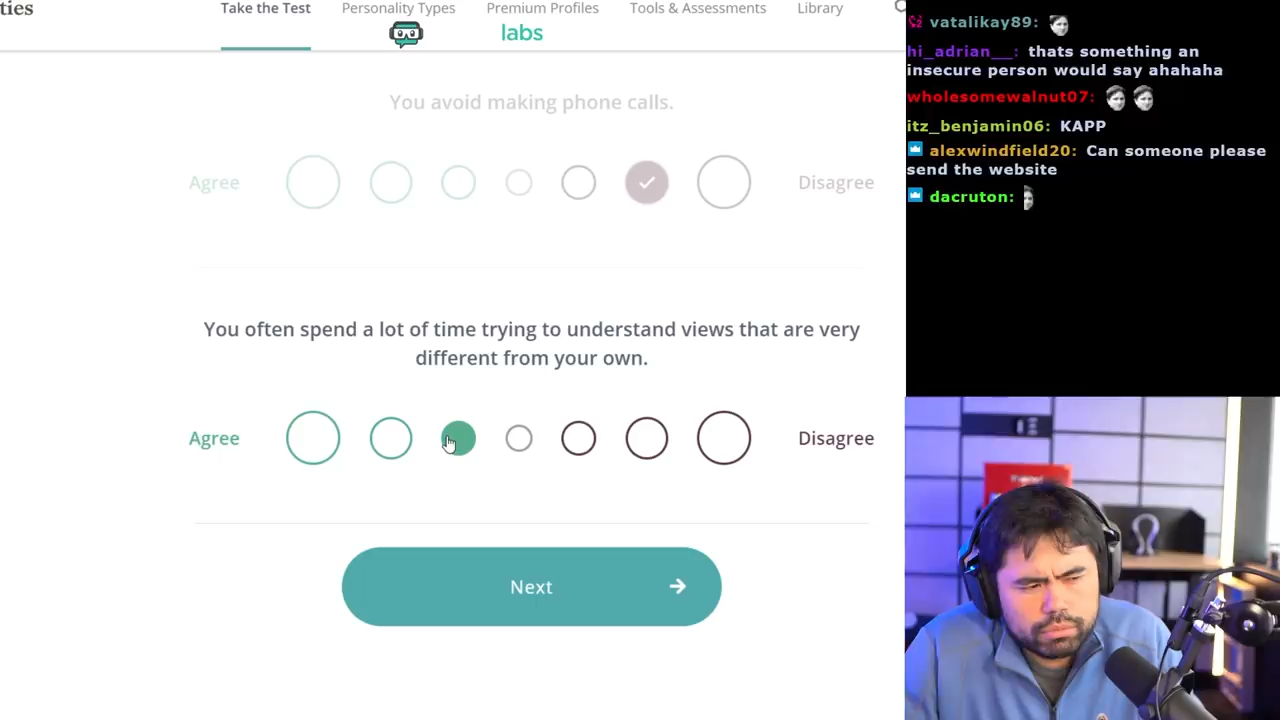 ties
Take the Test
Personality Types
Premium Profiles
Tools & Assessments
Library
labs
You avoid making phone calls.
Agree
Disagree
You often spend a lot of time trying to understand views that are very
different from your own.
Agree
Disagree
Next
vatalikay89:
hi_adrian__: thats something an
insecure person would say ahahaha
wholesomewalnut07:
itz_benjamin06: KAPP
alexwindfield20: Can someone please
send the website
dacruton: